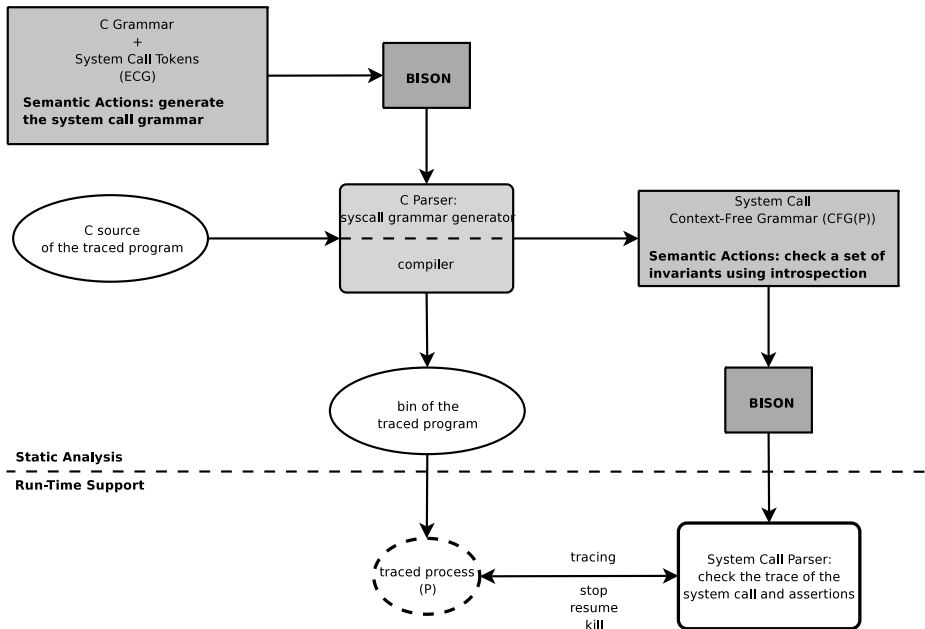 C Grammar
+
System Call Tokens
(ECG)
Semantic Actions: generate
the system call grammar
BISON
C source
of the traced program
C Parser:
syscall grammar generator
compiler
System Call
Context-Free Grammar (CFG(P))
Semantic Actions: check a set of
invariants using introspection
bin of the
traced program
BISON
Static Analysis
Run-Time Support
traced process
(P)
tracing
stop
resume
kill
System Call Parser:
check the trace of the
system call and assertions